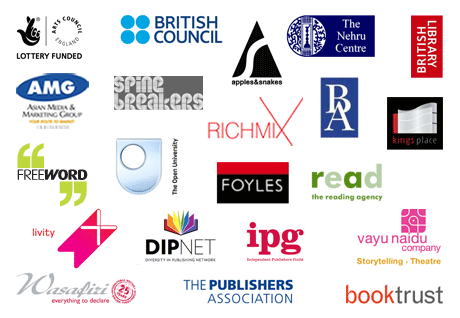 ARTS COUNCIL
ENGLAND
LOTTERY FUNDED
BRITISH
COUNCIL
apples&snakes
The
Nehru
Centre
BRITISH
LIBRARY
AMG
ASIAN MEDIA &
MARKETING GROUP
spine
breakers
RICHMIX
BA
kings place
FREEWORD
The Open University
FOYLES
read
the reading agency
livity
DIPNET
DIVERSITY IN PUBLISHING NETWORK
ipg
Independent Publishers Guild
vayu naidu
company
Storytelling - Theatre
Wasafiri
everything to declare
25
THE PUBLISHERS
ASSOCIATION
booktrust